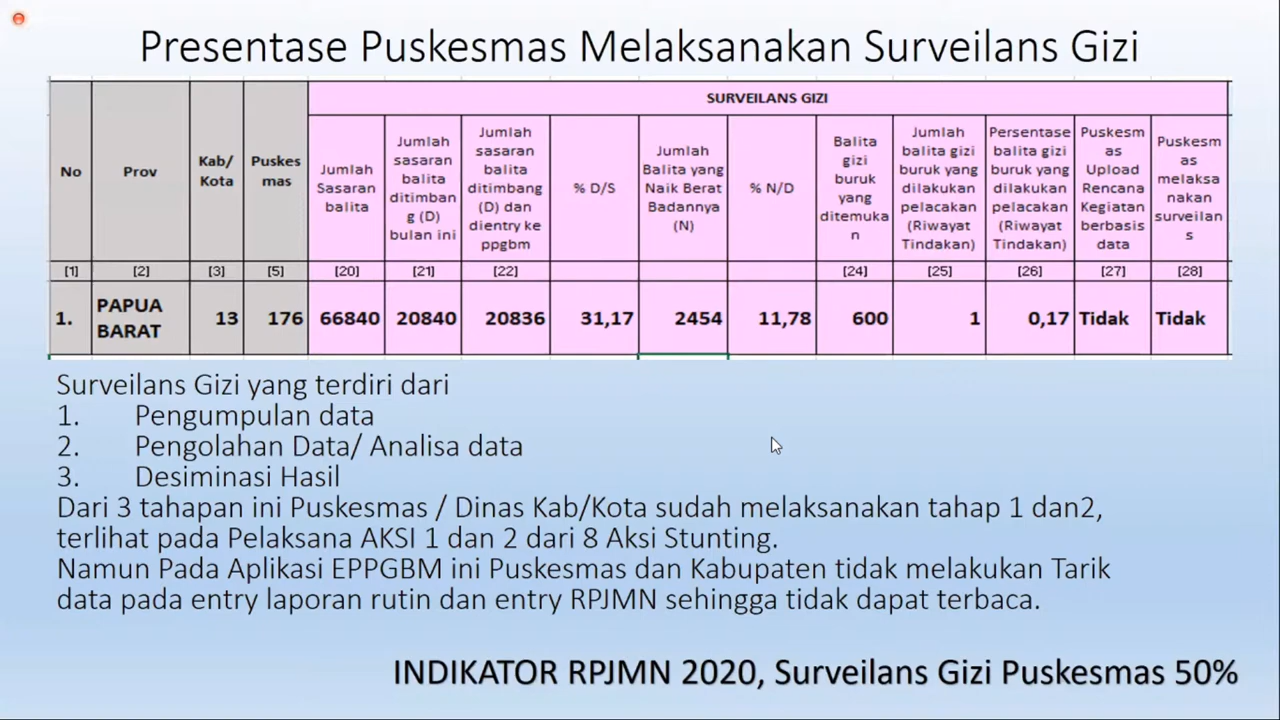 Presentase Puskesmas Melaksanakan Surveilans Gizi
SURVEILANS GIZI
No
Prov
Kab/
Kota
Puskes
mas
Jumlah
Sasaran
balita
Jumlah
sasaran
balita
ditimban
g (D)
bulan ini
Jumlah
sasaran
balita
ditimbang
(D) dan
dientry ke
ppgbm
% D/S
Jumlah
Balita yang
Naik Berat
Badannya
(N)
% N/D
Balita
gizi
buruk
yang
ditemuka
n
Jumlah
balita gizi
buruk yang
dilakukan
pelacakan
(Riwayat
Tindakan)
Persentase
balita gizi
buruk yang
dilakukan
pelacakan
(Riwayat
Tindakan)
Puskesm
as
Upload
Rencana
Kegiatan
berbasis
data
Puskesm
as
melaksa
nakan
surveilan
s
[1] [2] [3] [5] [20] [21] [22] [24] [25] [26] [27] [28]
1. PAPUA
BARAT
13 176 66840 20840 20836 31,17 2454 11,78 600 1 0,17 Tidak Tidak
Surveilans Gizi yang terdiri dari
1. Pengumpulan data
2. Pengolahan Data/ Analisa data
3. Desiminasi Hasil
Dari 3 tahapan ini Puskesmas / Dinas Kab/Kota sudah melaksanakan tahap 1 dan2,
terlihat pada Pelaksana AKSI 1 dan 2 dari 8 Aksi Stunting.
Namun Pada Aplikasi EPPGBM ini Puskesmas dan Kabupaten tidak melakukan Tarik
data pada entry laporan rutin dan entry RPJMN sehingga tidak dapat terbaca.
INDIKATOR RPJMN 2020, Surveilans Gizi Puskesmas 50%